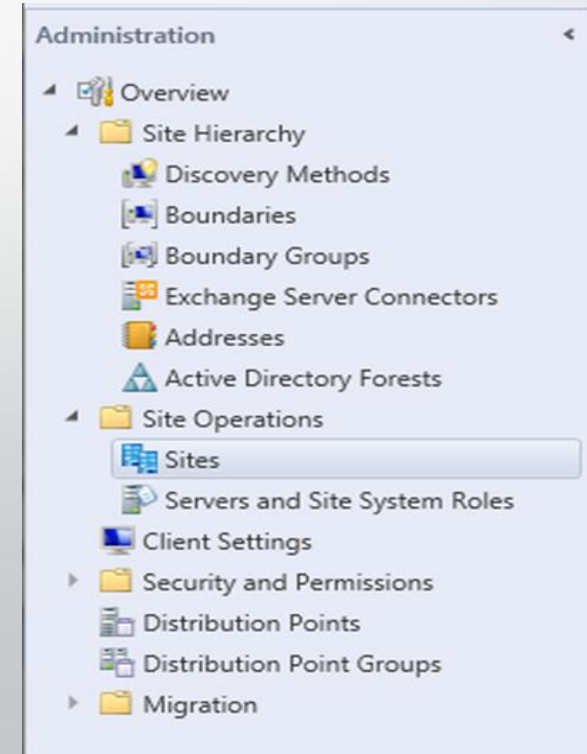 Administration
Overview
Site Hierarchy
Discovery Methods
Boundaries
Boundary Groups
Exchange Server Connectors
Addresses
Active Directory Forests
Site Operations
Sites
Servers and Site System Roles
Client Settings
Security and Permissions
Distribution Points
Distribution Point Groups
Migration